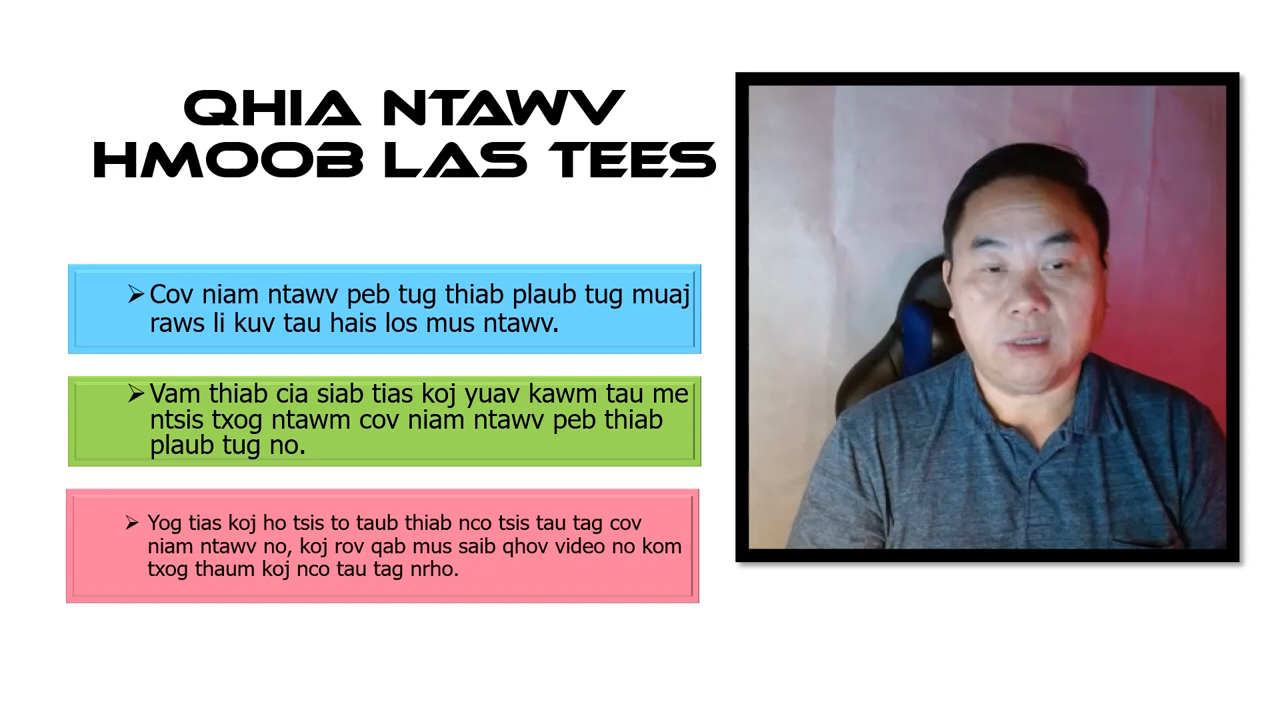 QHIA NTAWV
HMOOB LAS TEES
Cov niam ntawv peb tug thiab plaub tug muaj
raws li kuv tau hais los mus ntawv.
Vam thiab cia siab tias koj yuav kawm tau me
ntsis txog ntawm cov niam ntawv peb thiab
plaub tug no.
Yog tias koj ho tsis to taub thiab nco tsis tau tag cov
niam ntawv no, koj rov qab mus saib qhov video no kom
txog thaum koj nco tau tag nrho.